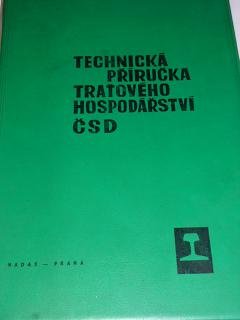 TECHNICKÁ
PŘÍRUČKA
TRAŤOVÉHO
HOSPODÁŘSTVÍ
ČSD
NADAS — PRAHA